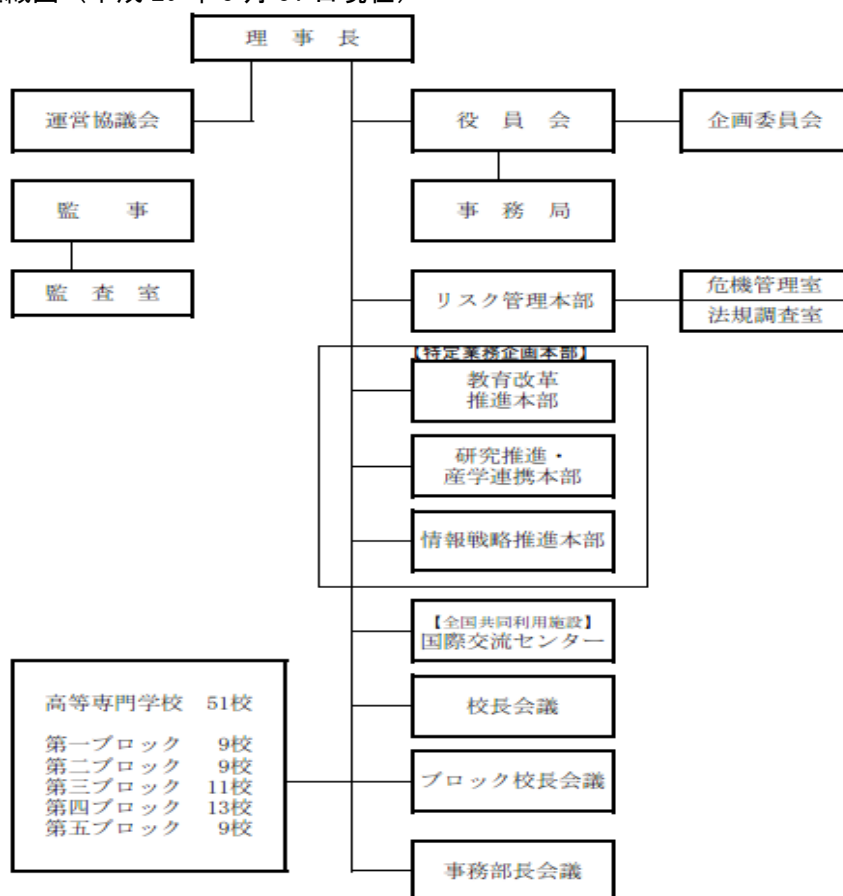 理 事 長
運営協議会
役 員 会
企画委員会
監 事
事 務 局
監 査 室
リスク管理本部
危機管理室
法規調査室
【特定業務企画本部】
教育改革
推進本部
研究推進・
産学連携本部
情報戦略推進本部
【全国共同利用施設】
国際交流センター
高等専門学校 51校
第一ブロック 9校
第二ブロック 9校
第三ブロック 11校
第四ブロック 13校
第五ブロック 9校
校長会議
ブロック校長会議
事務部長会議